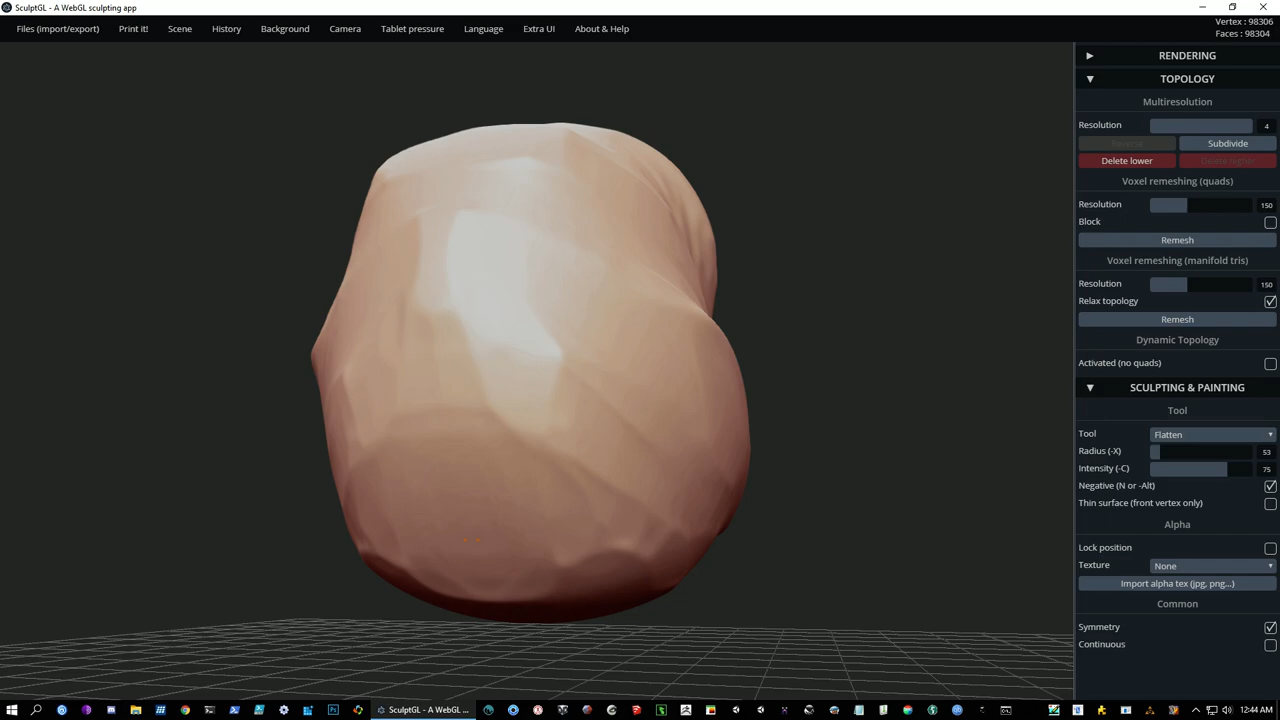 SculptGL - A WebGL sculpting app
Files (import/export) Print it! Scene History Background Camera Tablet pressure Language Extra UI About & Help
Vertex : 98306
Faces : 98304
RENDERING
TOPOLOGY
Multiresolution
Resolution 4
Reverse Subdivide
Delete lower Delete higher
Voxel remeshing (quads)
Resolution 150
Block
Remesh
Voxel remeshing (manifold tris)
Resolution 150
Relax topology
Remesh
Dynamic Topology
Activated (no quads)
SCULPTING & PAINTING
Tool
Tool Flatten
Radius (-X) 53
Intensity (-C) 75
Negative (N or -Alt)
Thin surface (front vertex only)
Alpha
Lock position
Texture None
Import alpha tex (jpg, png...)
Common
Symmetry
Continuous
SculptGL - A WebGL ...
12:44 AM